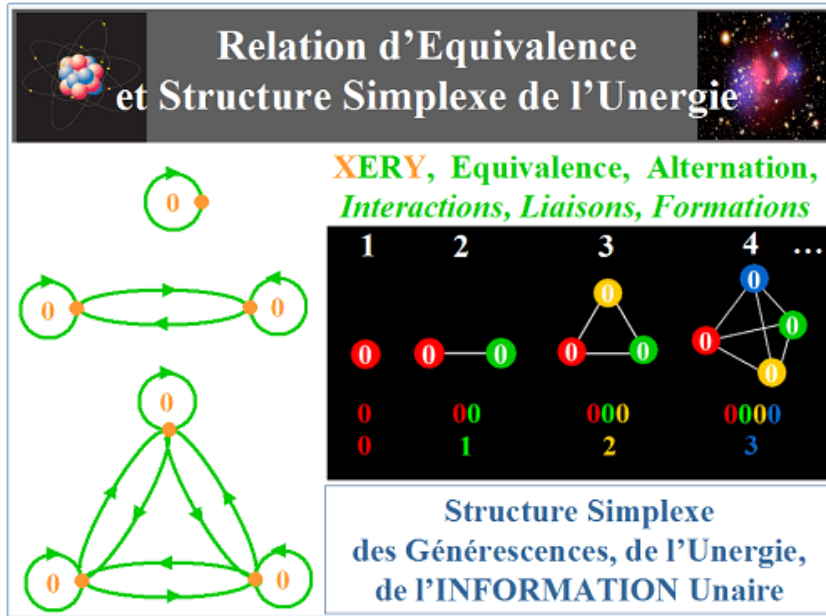 Relation d'Equivalence
et Structure Simplexe de l'Unergie
0
0 0
0
0 0
XERY, Equivalence, Alternation,
Interactions, Liaisons, Formations
1 2 3 4 ...
0
0 0
0 0 0
0 0 0 0
0 00 000 0000
0 1 2 3
Structure Simplexe
des Générescences, de l'Unergie,
de l'INFORMATION Unaire